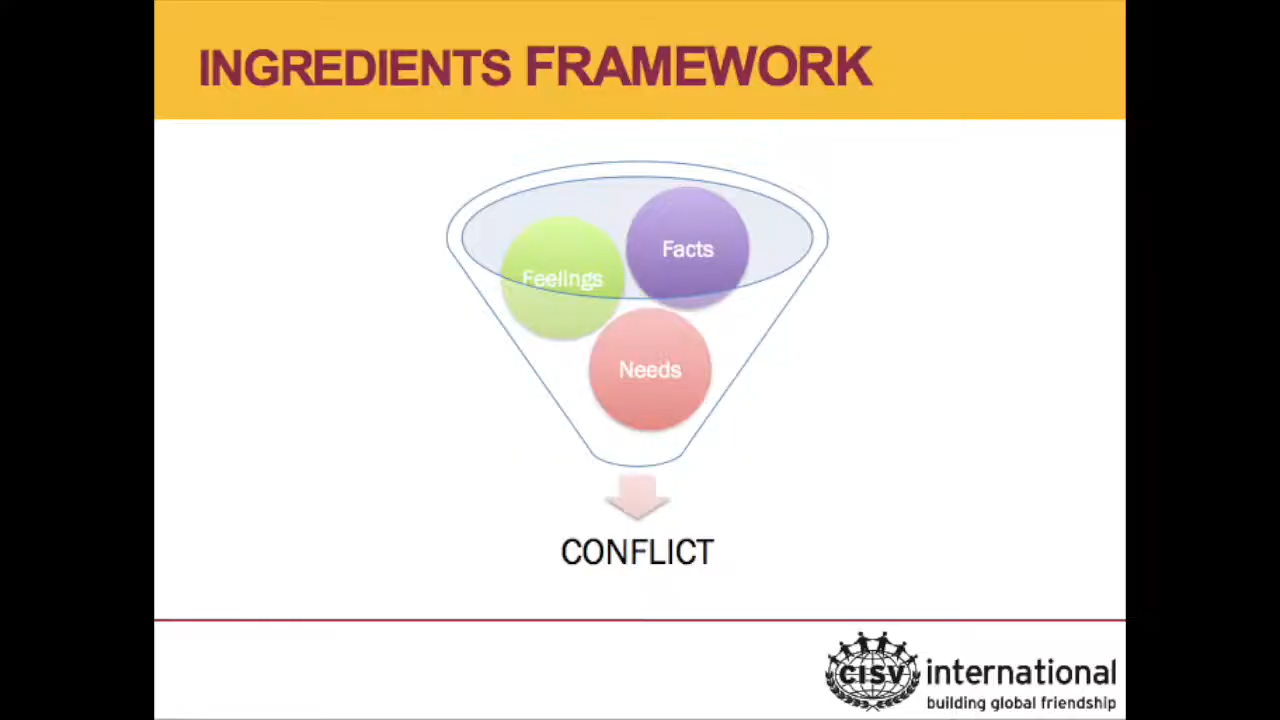 INGREDIENTS FRAMEWORK
Facts
Feelings
Needs
CONFLICT
CISV international
building global friendship